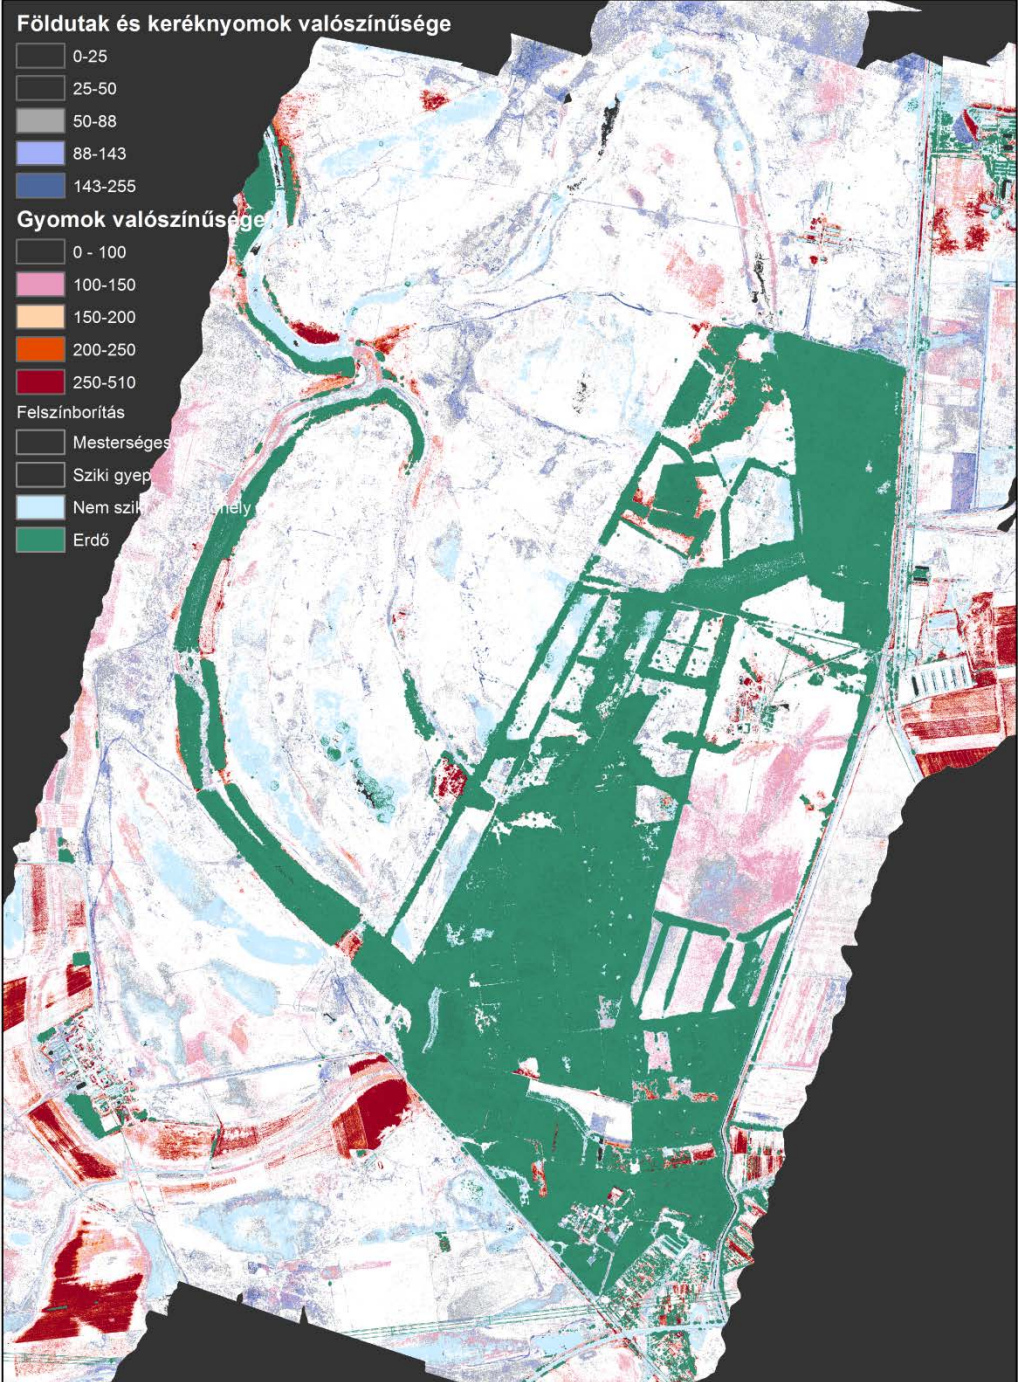 Földutak és keréknyomok valószínűsége
0-25
25-50
50-88
88-143
143-255
Gyomok valószínűsége
0 - 100
100-150
150-200
200-250
250-510
Felszínborítás
Mesterséges
Sziki gyep
Nem szik
Erdő